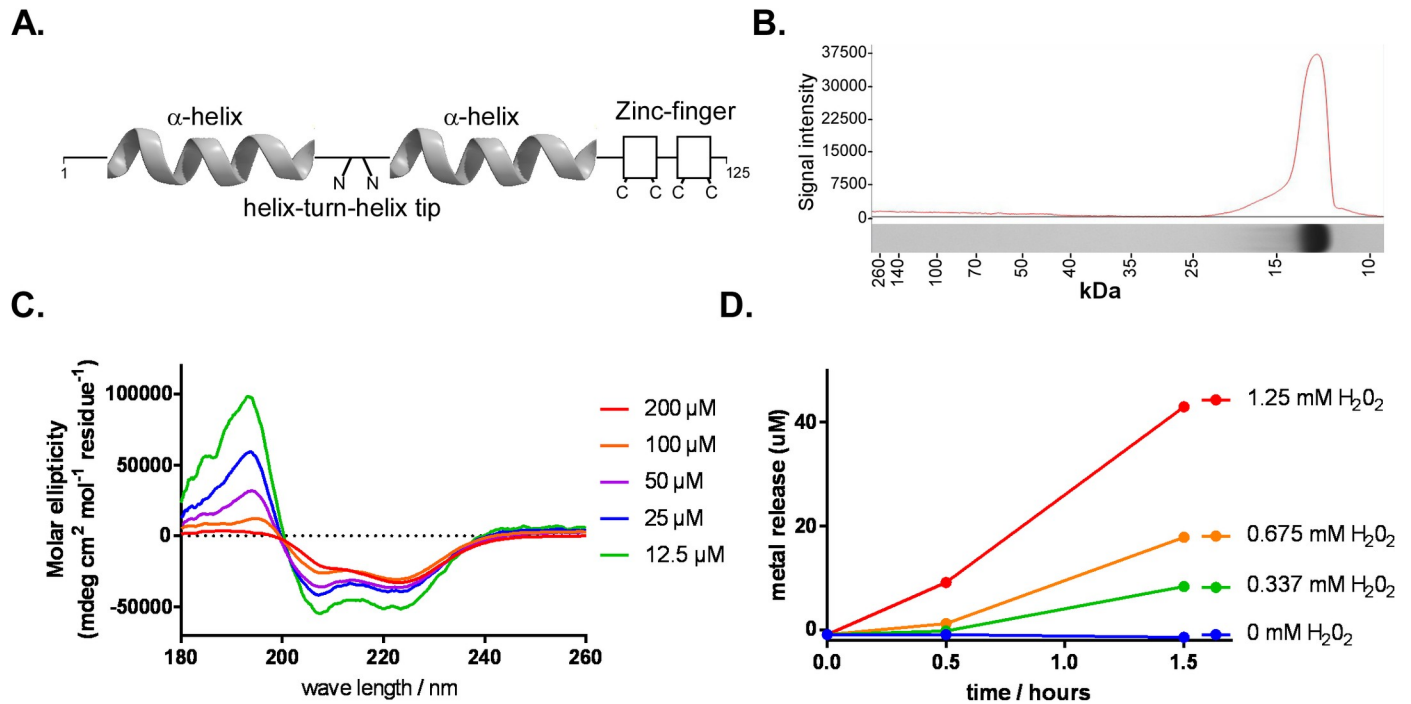 A.
α-helix
α-helix
Zinc-finger
1
N N
C C C C
125
helix-turn-helix tip
B.
Signal intensity
37500
30000
22500
15000
7500
0
260 140 100 70 50 40 35 25 15 10
kDa
C.
Molar ellipticity
(mdeg cm² mol⁻¹ residue⁻¹)
100000
50000
0
-50000
180 200 220 240 260
wave length / nm
200 µM
100 µM
50 µM
25 µM
12.5 µM
D.
metal release (uM)
40
20
0
0.0 0.5 1.0 1.5
time / hours
1.25 mM H₂0₂
0.675 mM H₂0₂
0.337 mM H₂0₂
0 mM H₂0₂